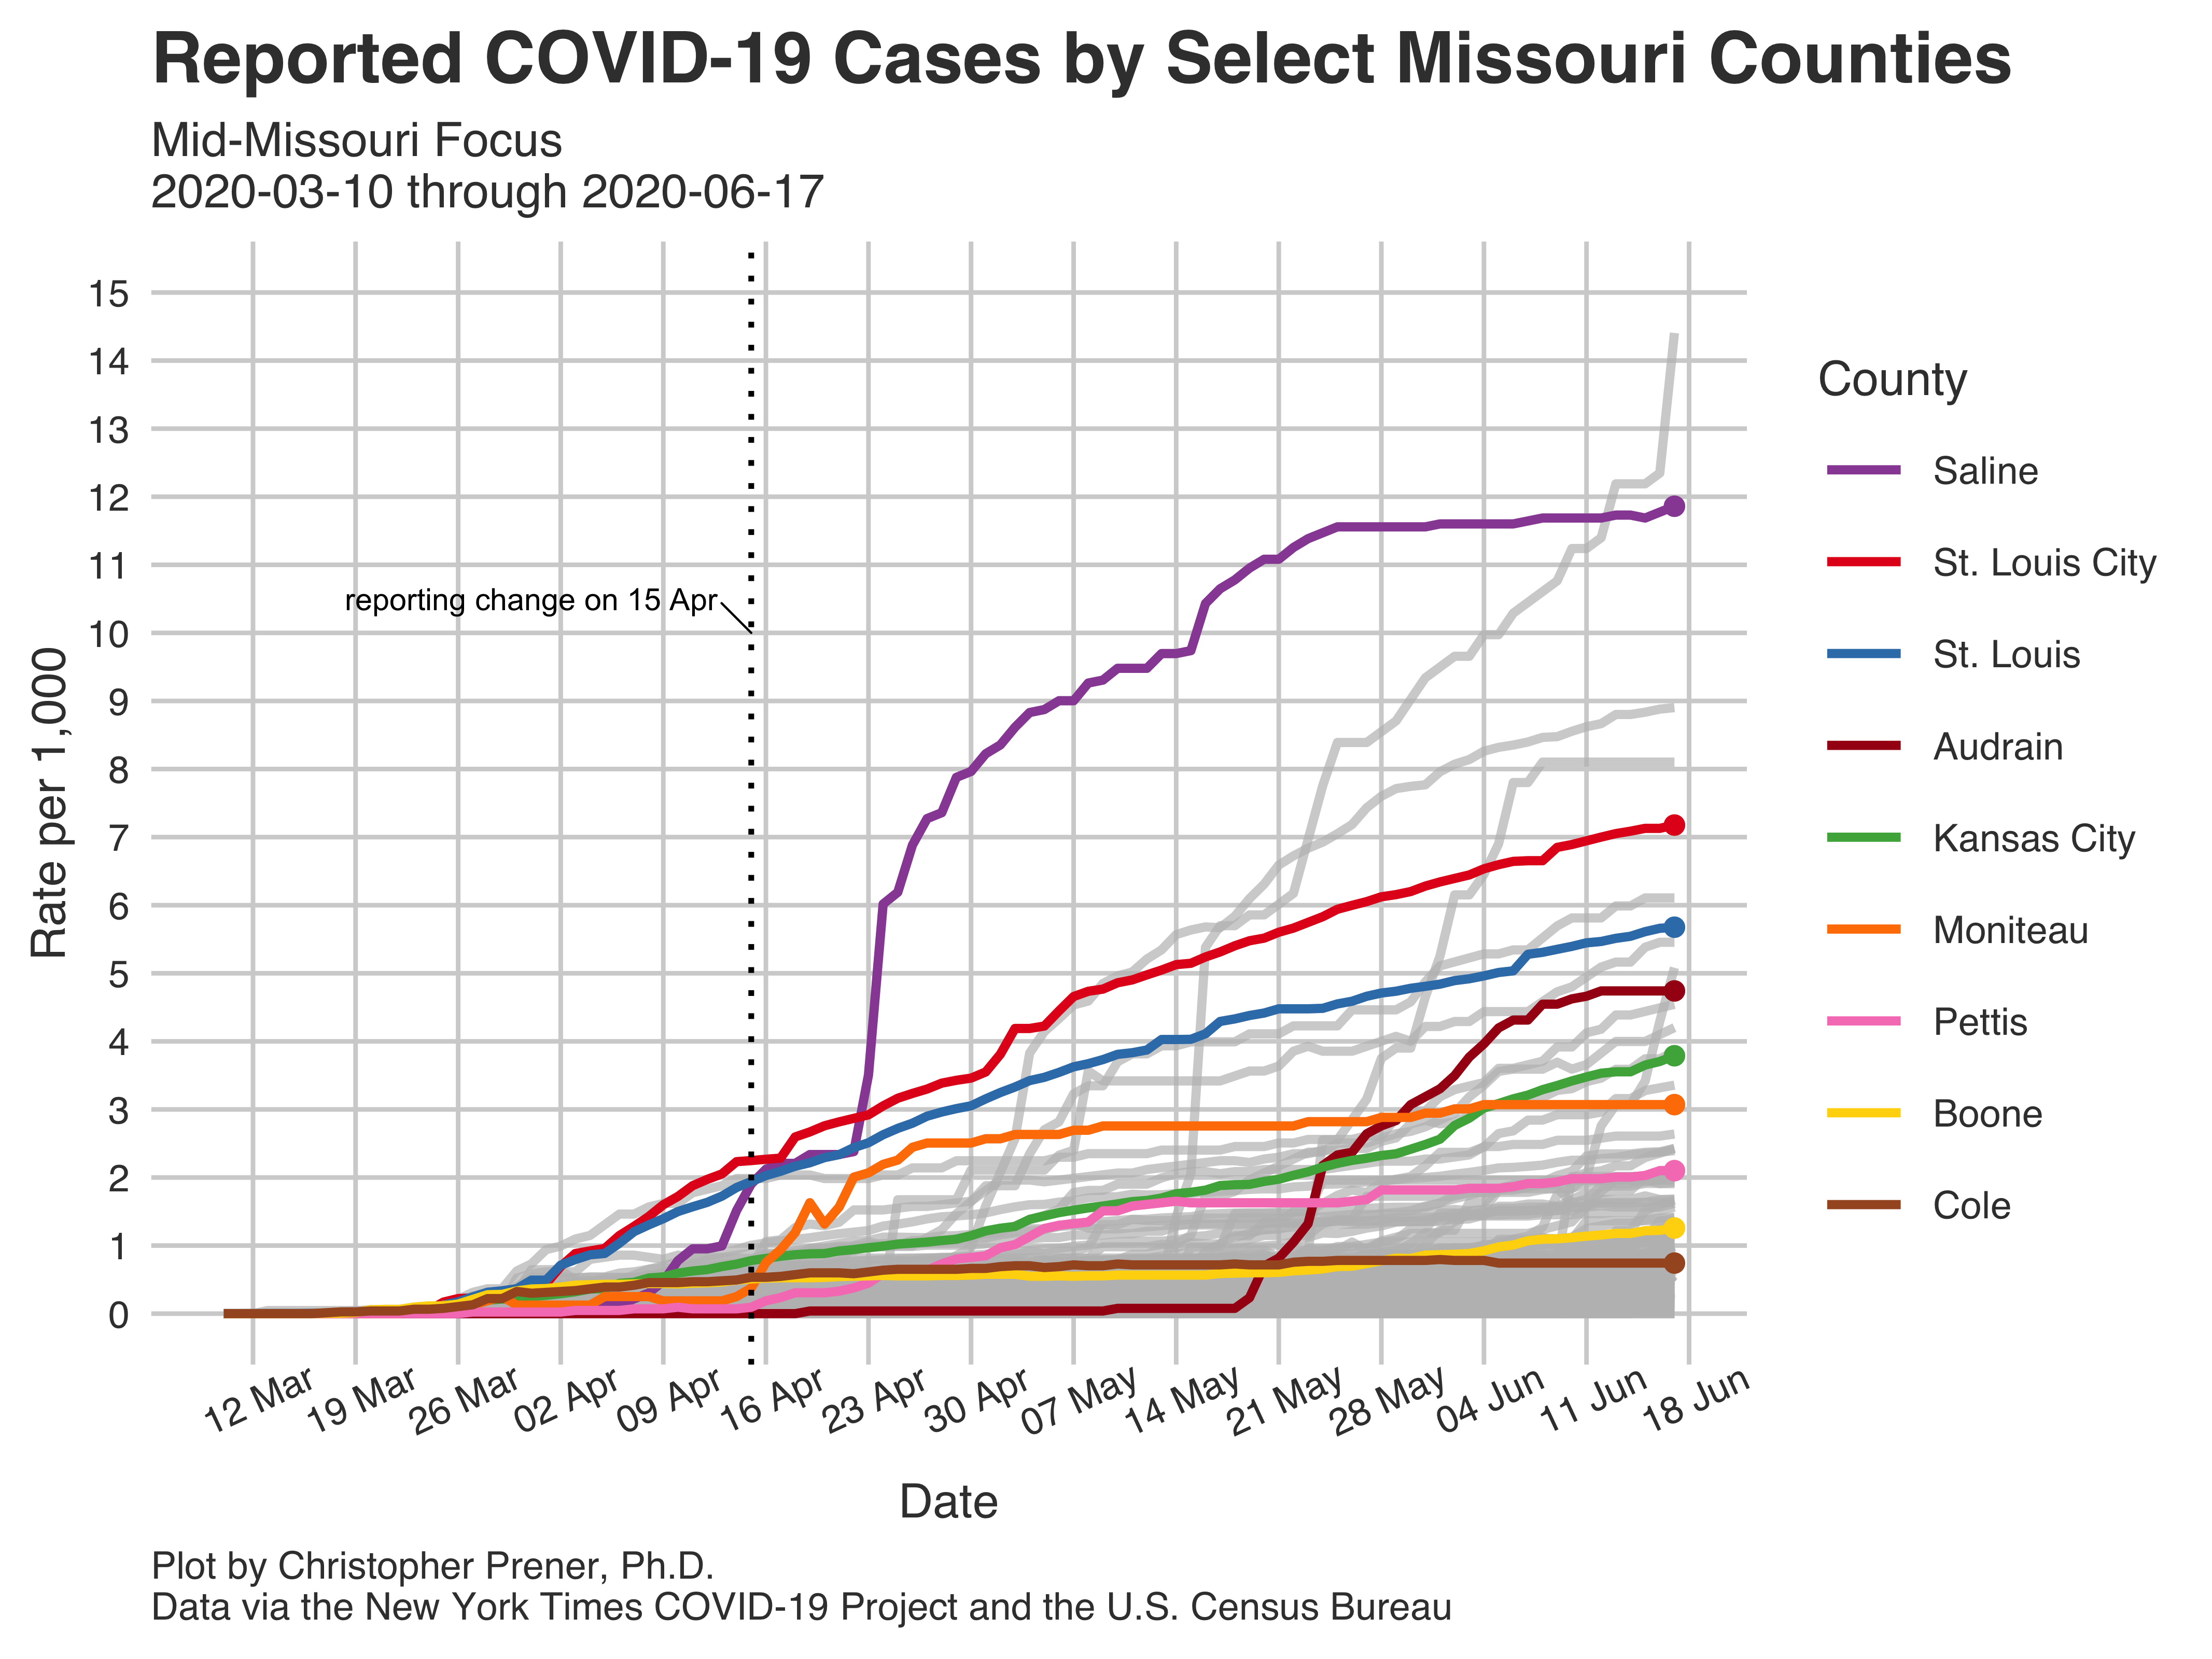 Reported COVID-19 Cases by Select Missouri Counties
Mid-Missouri Focus
2020-03-10 through 2020-06-17
15
14
13
12
11
10
9
8
7
6
5
4
3
2
1
0
Rate per 1,000
reporting change on 15 Apr
12 Mar
19 Mar
26 Mar
02 Apr
09 Apr
16 Apr
23 Apr
30 Apr
07 May
14 May
21 May
28 May
04 Jun
11 Jun
18 Jun
Date
County
Saline
St. Louis City
St. Louis
Audrain
Kansas City
Moniteau
Pettis
Boone
Cole
Plot by Christopher Prener, Ph.D.
Data via the New York Times COVID-19 Project and the U.S. Census Bureau